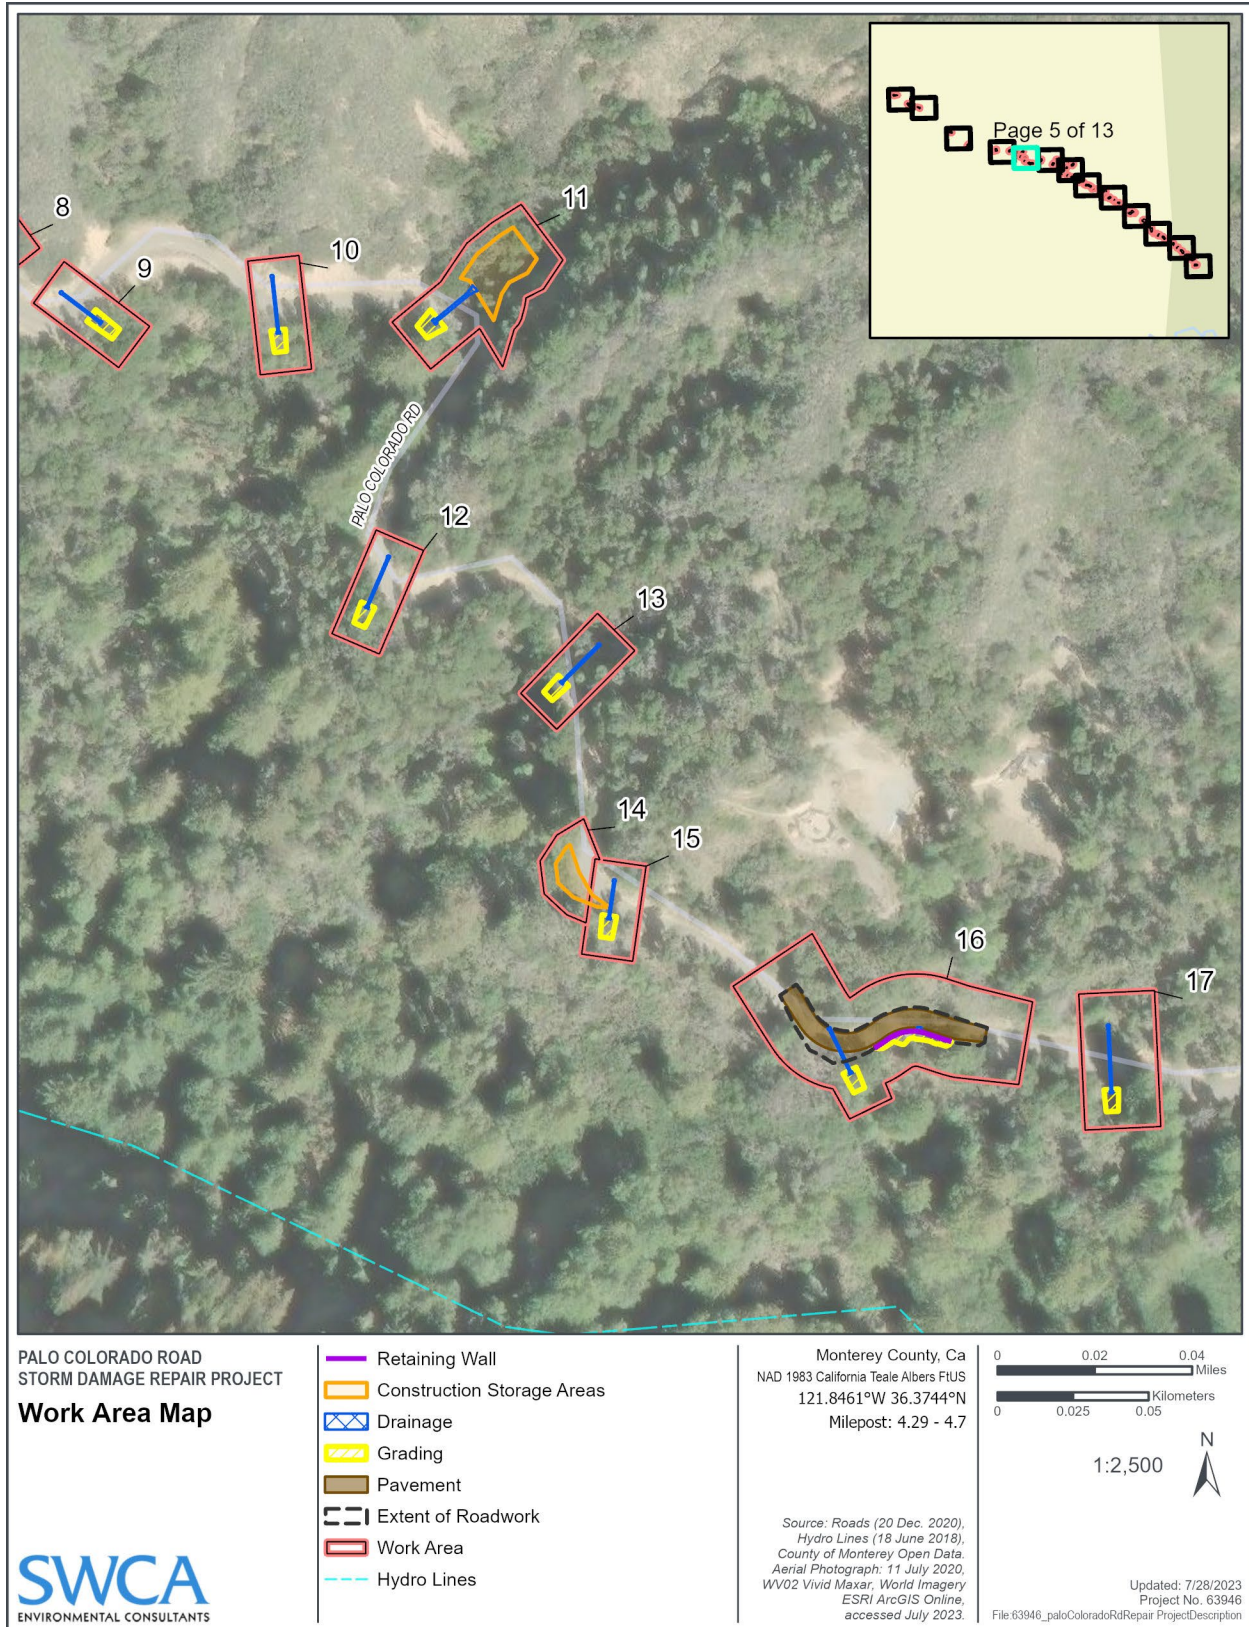 Page 5 of 13
8
9
10
11
PALO COLORADO RD
12
13
14
15
16
17
PALO COLORADO ROAD
STORM DAMAGE REPAIR PROJECT
Work Area Map
SWCA
ENVIRONMENTAL CONSULTANTS
Retaining Wall
Construction Storage Areas
Drainage
Grading
Pavement
Extent of Roadwork
Work Area
Hydro Lines
Monterey County, Ca
NAD 1983 California Teale Albers FtUS
121.8461°W 36.3744°N
Milepost: 4.29 - 4.7
Source: Roads (20 Dec. 2020),
Hydro Lines (18 June 2018),
County of Monterey Open Data.
Aerial Photograph: 11 July 2020,
WV02 Vivid Maxar, World Imagery
ESRI ArcGIS Online,
accessed July 2023.
0 0.02 0.04
Miles
Kilometers
0 0.025 0.05
N
1:2,500
Updated: 7/28/2023
Project No. 63946
File:63946_paloColoradoRdRepair ProjectDescription